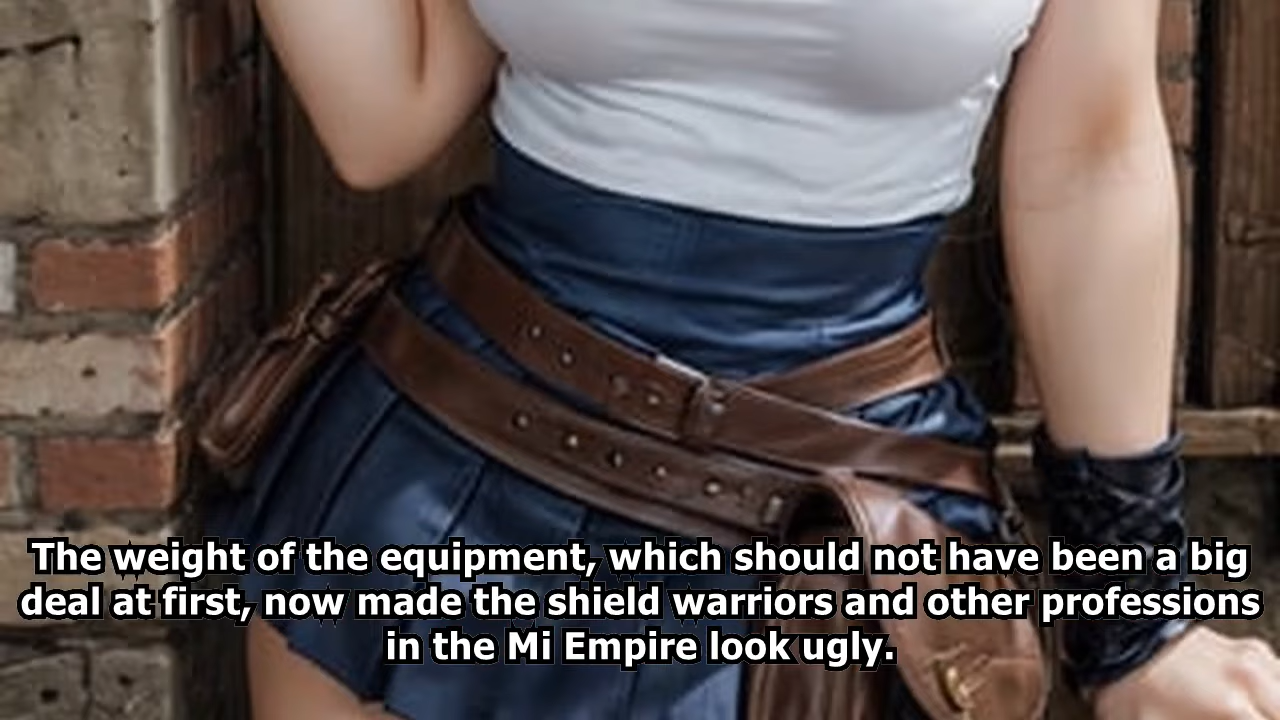 The weight of the equipment, which should not have been a big
deal at first, now made the shield warriors and other professions
in the Mi Empire look ugly.